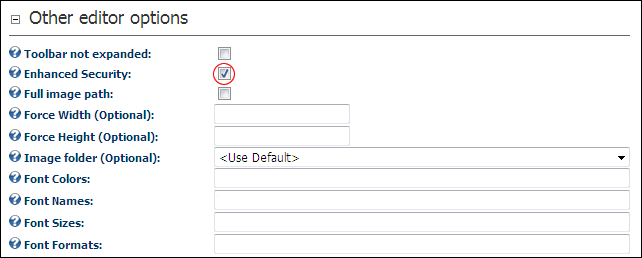 Other editor options
Toolbar not expanded:
Enhanced Security:
Full image path:
Force Width (Optional):
Force Height (Optional):
Image folder (Optional): <Use Default>
Font Colors:
Font Names:
Font Sizes:
Font Formats: